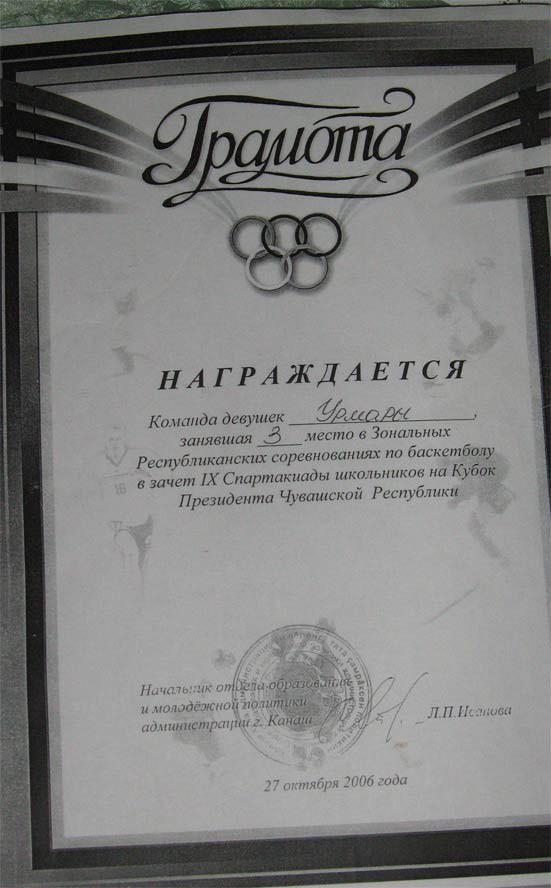 Грамота
НАГРАЖДАЕТСЯ
Команда девушек Урмары,
занявшая 3 место в Зональных
Республиканских соревнованиях по баскетболу
в зачет IX Спартакиады школьников на Кубок
Президента Чувашской Республики
Начальник отдела образования
и молодёжной политики
администрации г. Канаш Л.П.Исанова
27 октября 2006 года